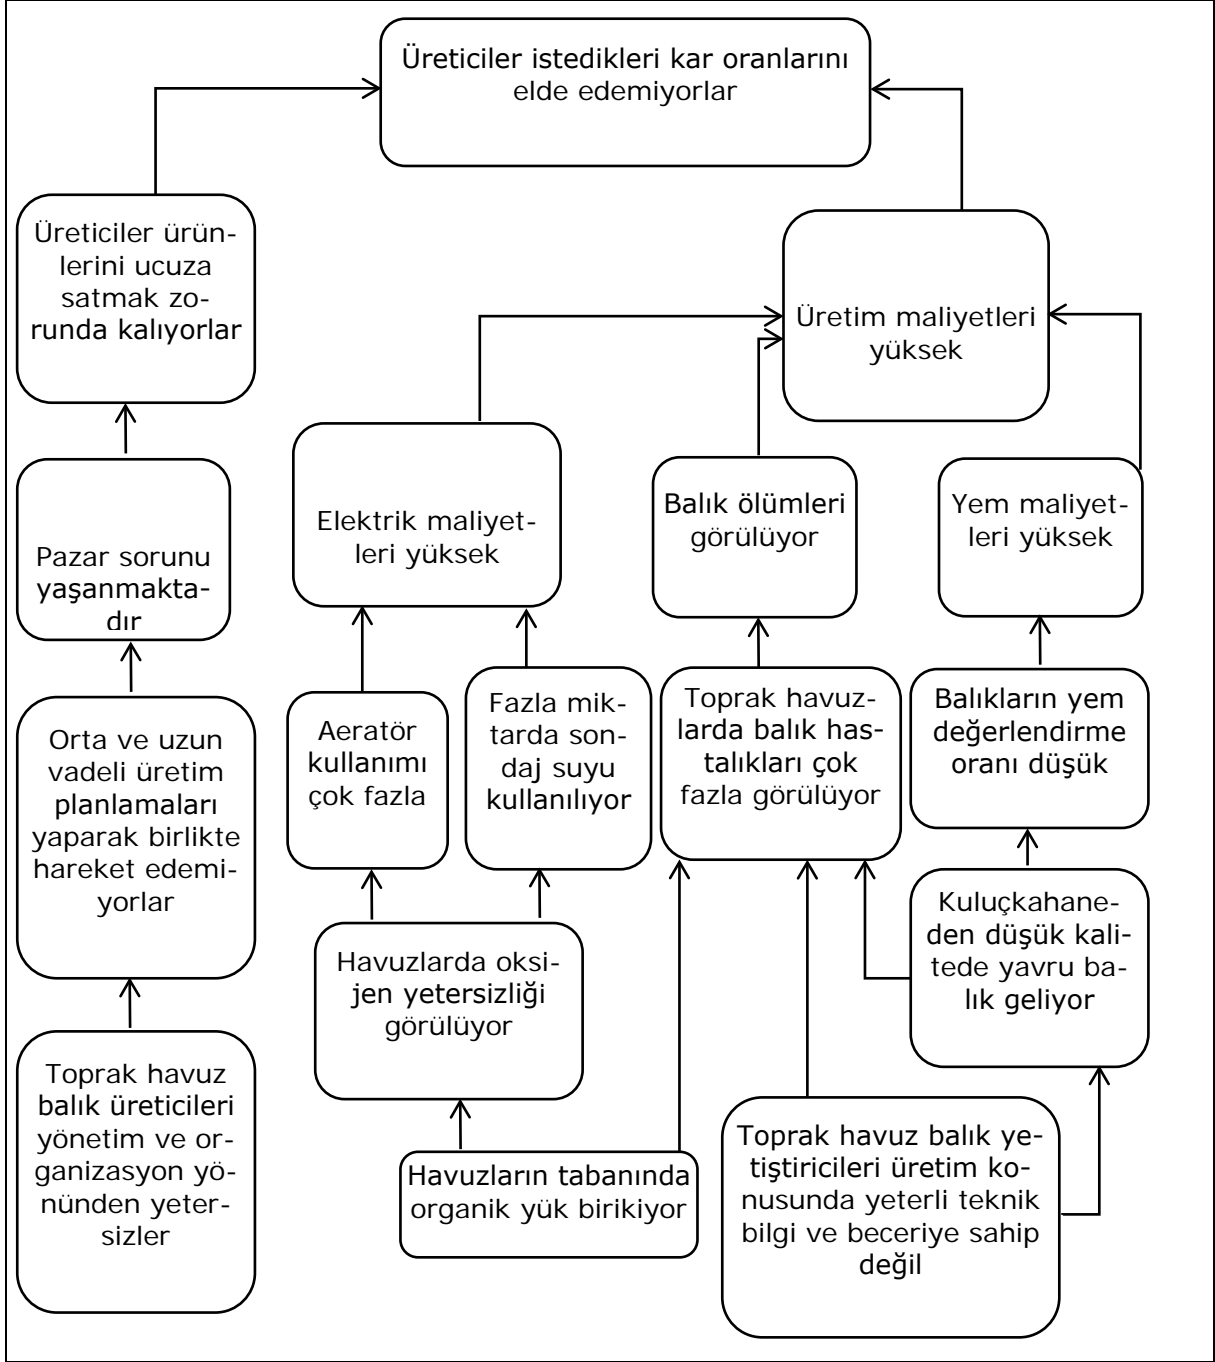 Üreticiler istedikleri kar oranlarını
elde edemiyorlar
Üreticiler ürün-
lerini ucuza
satmak zo-
runda kalıyorlar
Üretim maliyetleri
yüksek
Elektrik maliyet-
leri yüksek
Balık ölümleri
görülüyor
Yem maliyet-
leri yüksek
Pazar sorunu
yaşanmakta-
dır
Orta ve uzun
vadeli üretim
planlamaları
yaparak birlikte
hareket edemi-
yorlar
Aeratör
kullanımı
çok fazla
Fazla mik-
tarda son-
daj suyu
kullanılıyor
Toprak havuz-
larda balık has-
talıkları çok
fazla görülüyor
Balıkların yem
değerlendirme
oranı düşük
Havuzlarda oksi-
jen yetersizliği
görülüyor
Kuluçkahane-
den düşük kali-
tede yavru ba-
lık geliyor
Toprak havuz
balık üreticileri
yönetim ve or-
ganizasyon yö-
nünden yeter-
sizler
Havuzların tabanında
organik yük birikiyor
Toprak havuz balık ye-
tiştiricileri üretim ko-
nusunda yeterli teknik
bilgi ve beceriye sahip
değil